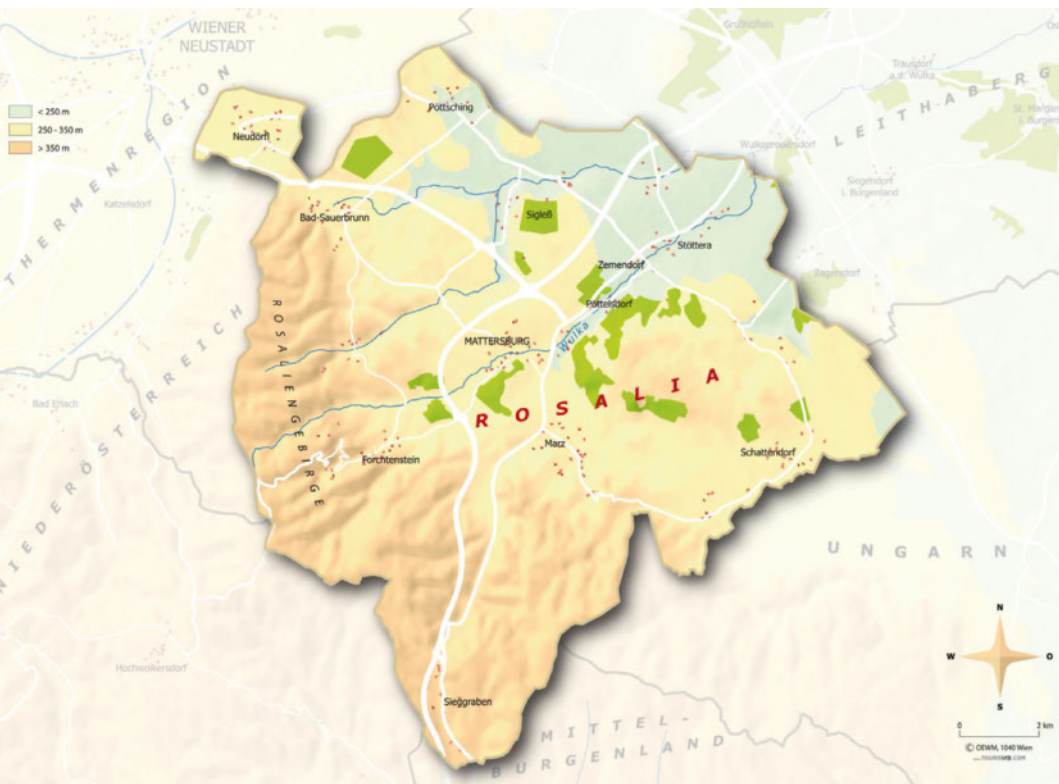 WIENER
NEUSTADT
Großhöflein
Trausdorf
a.d. Wulka
< 250 m
250 - 350 m
> 350 m
Pöttsching
LEITHABERG
Neudörfl
Wulkaprodersdorf
THERMENREGION
Siegendorf
i. Burgenland
Katzelsdorf
Bad-Sauerbrunn
Sigleß
Stöttera
Zemendorf
Zagersdorf
Pöttelsdorf
ROSALIENGEBIRGE
Wulka
MATTERSBURG
ROSALIA
Bad Erlach
NIEDERÖSTERREICH
Marz
Forchtenstein
Schattendorf
UNGARN
N
W
O
S
Hochwolkersdorf
Sieggraben
MITTEL-
BURGENLAND
0
2 km
© OEWM, 1040 Wien